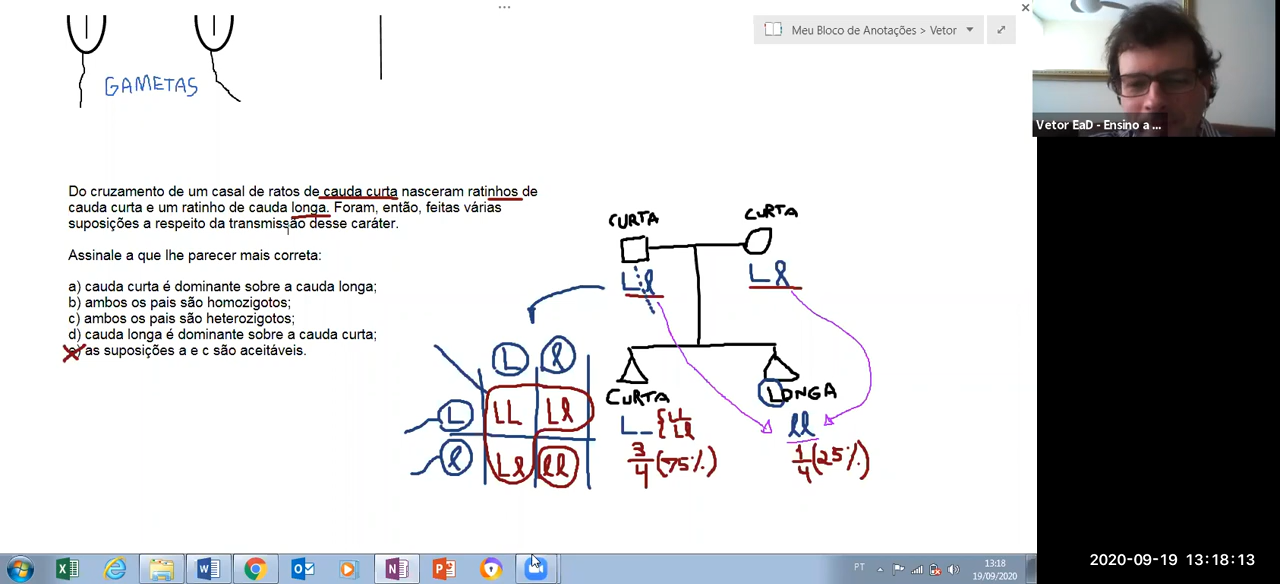 Meu Bloco de Anotações > Vetor
GAMETAS
Vetor EaD - Ensino a ...
Do cruzamento de um casal de ratos de cauda curta nasceram ratinhos de
cauda curta e um ratinho de cauda longa. Foram, então, feitas várias
suposições a respeito da transmissão desse caráter.
Assinale a que lhe parecer mais correta:
a) cauda curta é dominante sobre a cauda longa;
b) ambos os pais são homozigotos;
c) ambos os pais são heterozigotos;
d) cauda longa é dominante sobre a cauda curta;
e) as suposições a e c são aceitáveis.
CURTA
CURTA
Ll
Ll
L l
L LL Ll
l Ll ll
CURTA
L_ { LL
Ll
3/4 (75%)
LONGA
ll
1/4 (25%)
PT
13:18
19/09/2020
2020-09-19 13:18:13